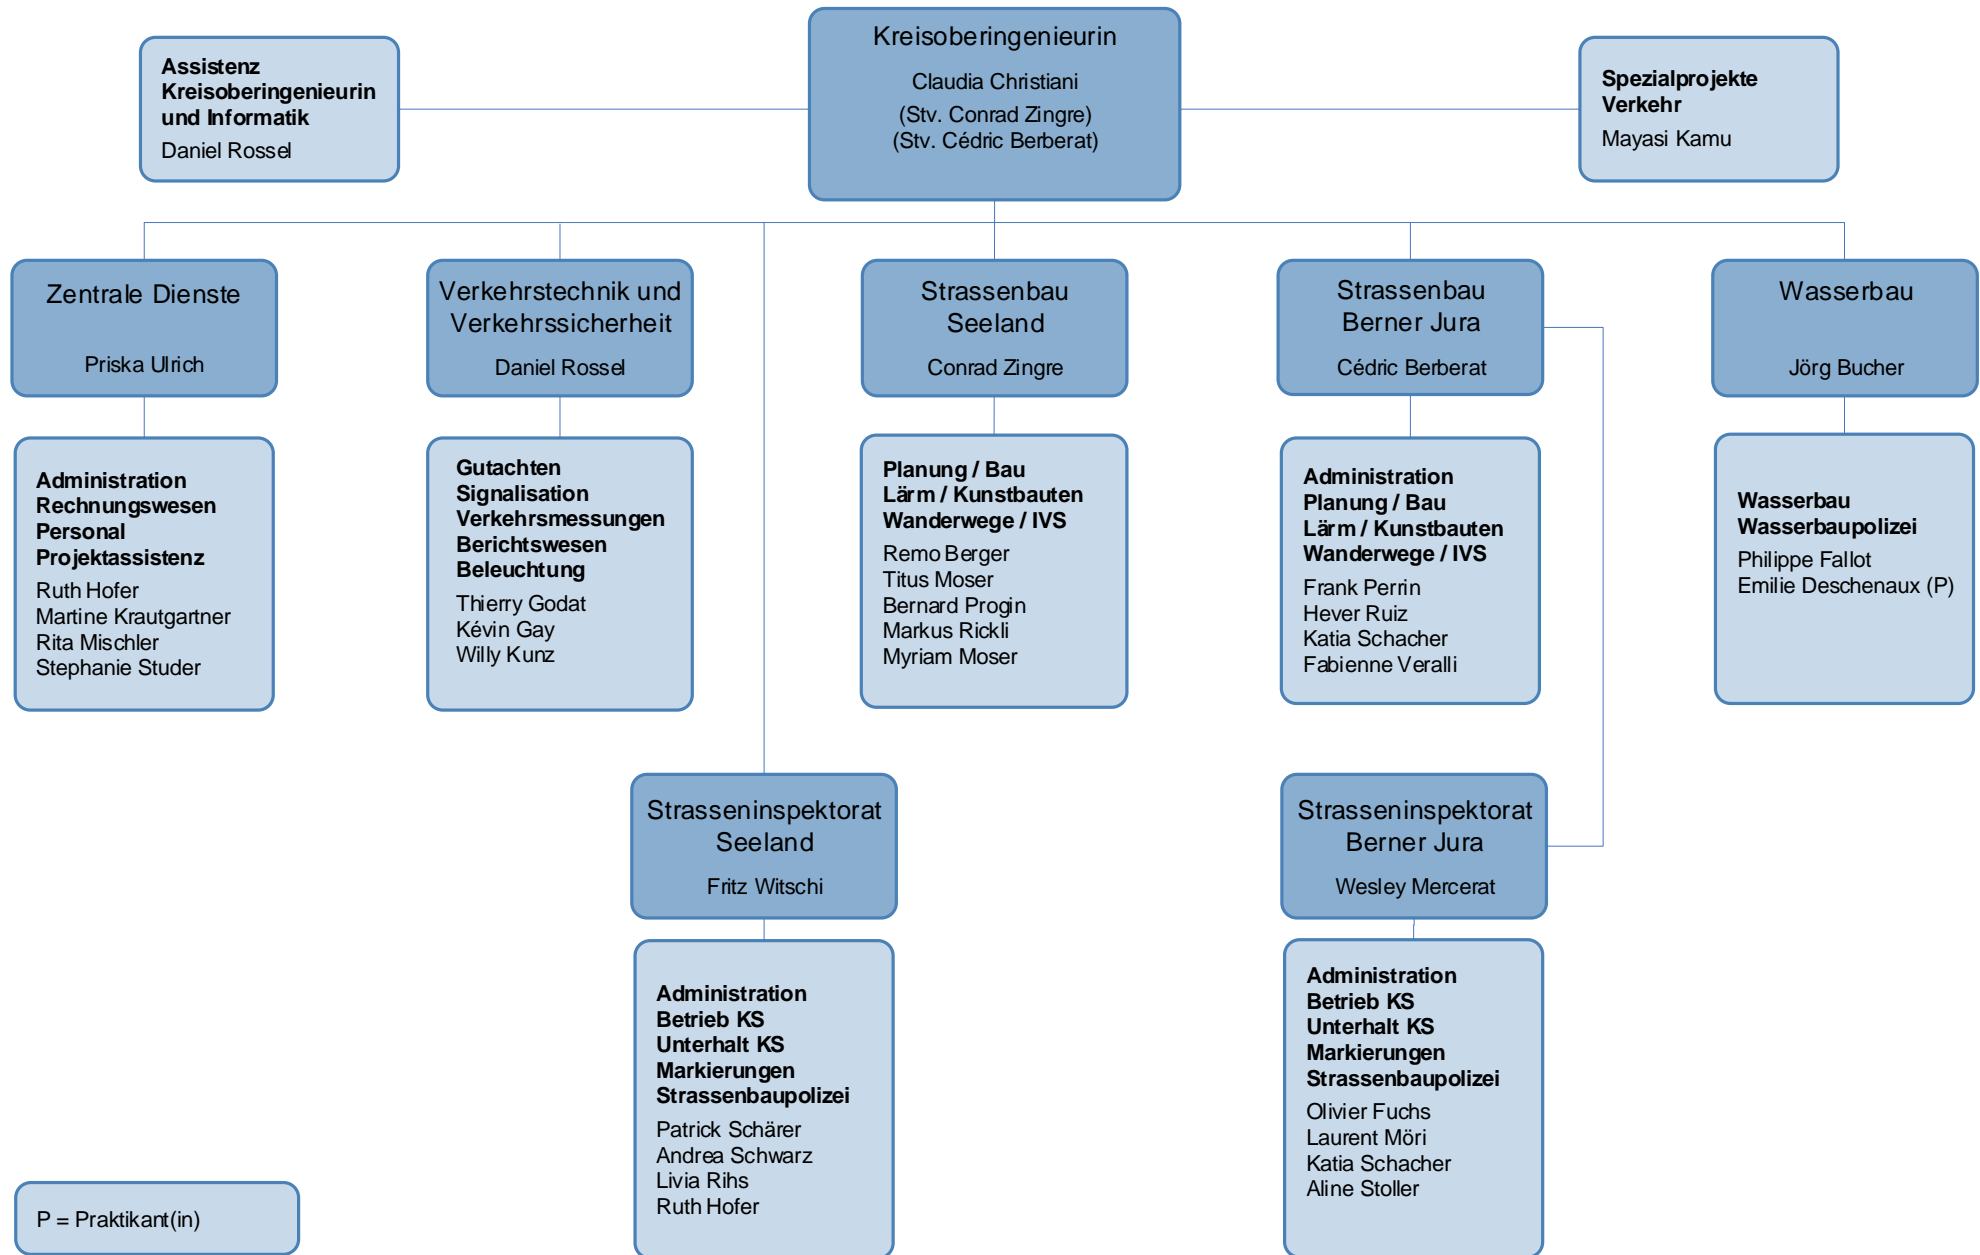 Kreisoberingenieurin
Claudia Christiani
(Stv. Conrad Zingre)
(Stv. Cédric Berberat)
Assistenz
Kreisoberingenieurin
und Informatik
Daniel Rossel
Spezialprojekte
Verkehr
Mayasi Kamu
Zentrale Dienste
Priska Ulrich
Verkehrstechnik und
Verkehrssicherheit
Daniel Rossel
Strassenbau
Seeland
Conrad Zingre
Strassenbau
Berner Jura
Cédric Berberat
Wasserbau
Jörg Bucher
Administration
Rechnungswesen
Personal
Projektassistenz
Ruth Hofer
Martine Krautgartner
Rita Mischler
Stephanie Studer
Gutachten
Signalisation
Verkehrsmessungen
Berichtswesen
Beleuchtung
Thierry Godat
Kévin Gay
Willy Kunz
Planung / Bau
Lärm / Kunstbauten
Wanderwege / IVS
Remo Berger
Titus Moser
Bernard Progin
Markus Rickli
Myriam Moser
Administration
Planung / Bau
Lärm / Kunstbauten
Wanderwege / IVS
Frank Perrin
Hever Ruiz
Katia Schacher
Fabienne Veralli
Wasserbau
Wasserbaupolizei
Philippe Fallot
Emilie Deschenaux (P)
Strasseninspektorat
Seeland
Fritz Witschi
Strasseninspektorat
Berner Jura
Wesley Mercerat
Administration
Betrieb KS
Unterhalt KS
Markierungen
Strassenbaupolizei
Patrick Schärer
Andrea Schwarz
Livia Rihs
Ruth Hofer
Administration
Betrieb KS
Unterhalt KS
Markierungen
Strassenbaupolizei
Olivier Fuchs
Laurent Möri
Katia Schacher
Aline Stoller
P = Praktikant(in)